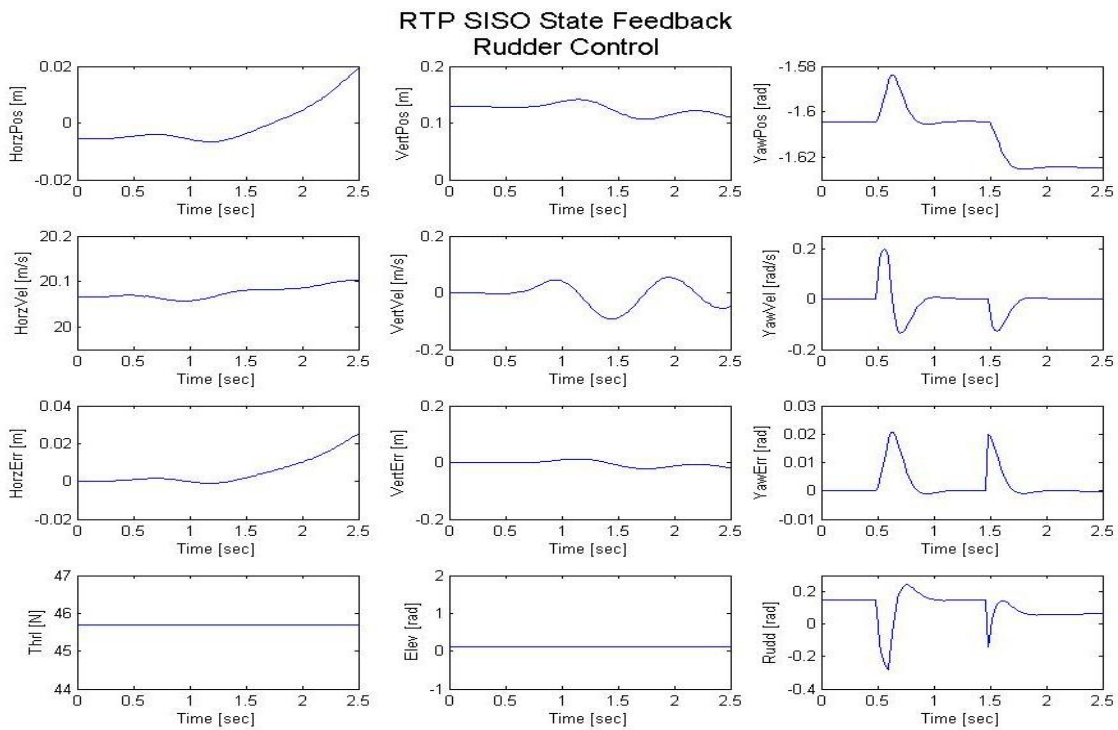 RTP SISO State Feedback
Rudder Control
0.02
0
-0.02
HorzPos [m]
0 0.5 1 1.5 2 2.5
Time [sec]
0.2
0.1
0
VertPos [m]
0 0.5 1 1.5 2 2.5
Time [sec]
-1.58
-1.6
-1.62
YawPos [rad]
0 0.5 1 1.5 2 2.5
Time [sec]
20.2
20.1
20
HorzVel [m/s]
0 0.5 1 1.5 2 2.5
Time [sec]
0.2
0
-0.2
VertVel [m/s]
0 0.5 1 1.5 2 2.5
Time [sec]
0.2
0
-0.2
YawVel [rad/s]
0 0.5 1 1.5 2 2.5
Time [sec]
0.04
0.02
0
-0.02
HorzErr [m]
0 0.5 1 1.5 2 2.5
Time [sec]
0.2
0
-0.2
VertErr [m]
0 0.5 1 1.5 2 2.5
Time [sec]
0.03
0.02
0.01
0
-0.01
YawErr [rad]
0 0.5 1 1.5 2 2.5
Time [sec]
47
46
45
44
Thrl [N]
0 0.5 1 1.5 2 2.5
Time [sec]
2
1
0
-1
Elev [rad]
0 0.5 1 1.5 2 2.5
Time [sec]
0.2
0
-0.2
-0.4
Rudd [rad]
0 0.5 1 1.5 2 2.5
Time [sec]